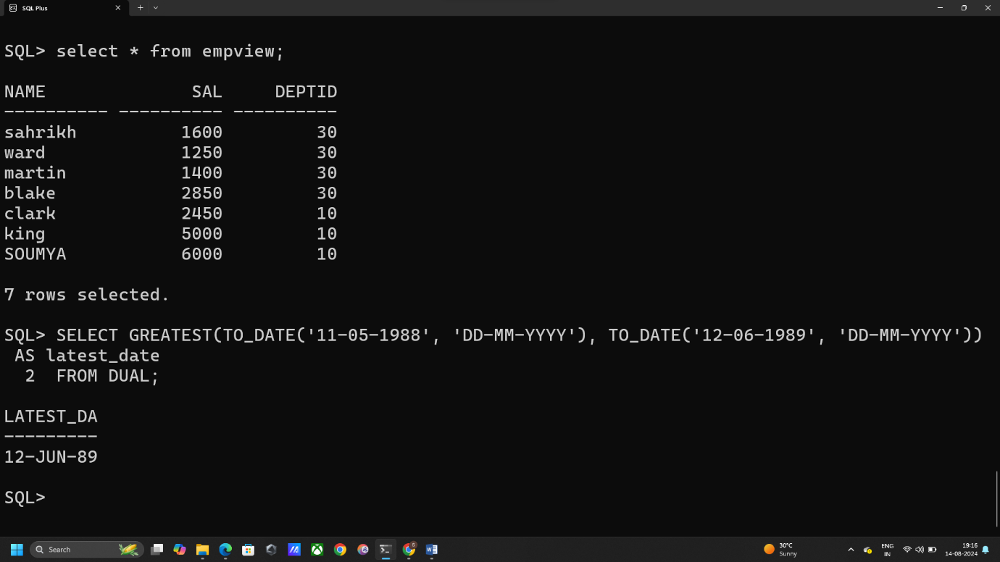 SQL Plus
SQL> select * from empview;
NAME              SAL     DEPTID
---------- ---------- ----------
sahrikh          1600         30
ward             1250         30
martin           1400         30
blake            2850         30
clark            2450         10
king             5000         10
SOUMYA           6000         10
7 rows selected.
SQL> SELECT GREATEST(TO_DATE('11-05-1988', 'DD-MM-YYYY'), TO_DATE('12-06-1989', 'DD-MM-YYYY'))
 AS latest_date
  2  FROM DUAL;
LATEST_DA
---------
12-JUN-89
SQL>
Search
30°C
Sunny
ENG
IN
19:16
14-08-2024